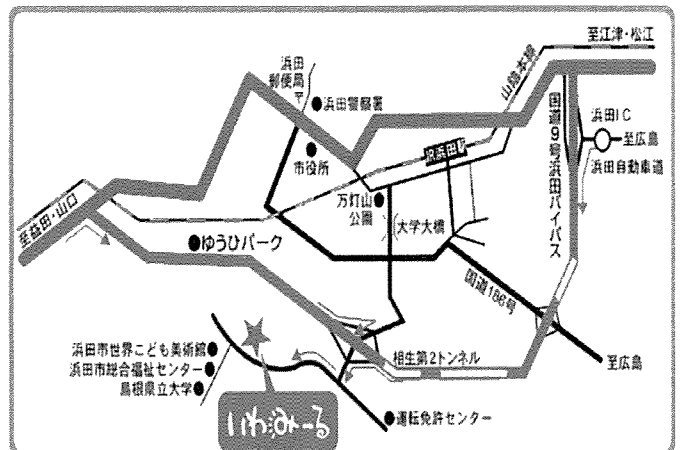 至江津・松江
山陰本線
浜田
郵便局
〒
浜田警察署
国道9号浜田バイパス
浜田IC
至広島
浜田自動車道
JR浜田駅
市役所
万灯山
公園
大学大橋
至益田・山口
ゆうひパーク
国道186号
浜田市世界こども美術館
浜田市総合福祉センター
島根県立大学
相生第2トンネル
至広島
いわみーる
運転免許センター